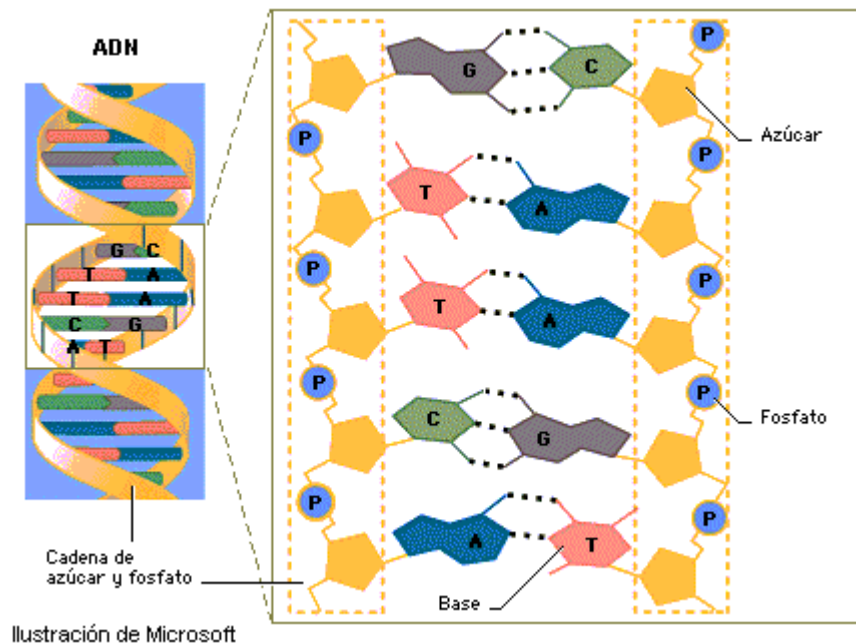 ADN
G C
T A
T A
C G
A T
Cadena de
azúcar y fosfato
P
G C
Azúcar
P P
T A
P P
T A
P P
Fosfato
C G
P P
A T
Base
Ilustración de Microsoft